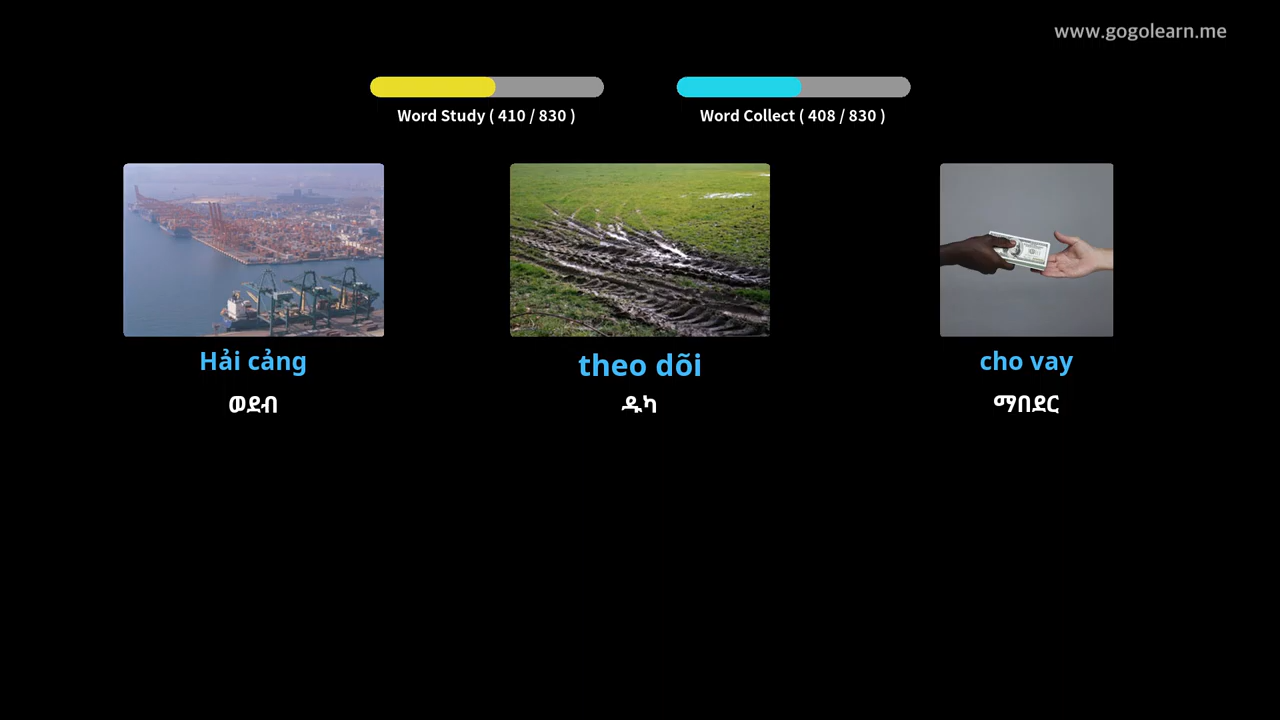 www.gogolearn.me
Word Study ( 410 / 830 )
Word Collect ( 408 / 830 )
Hải cảng
theo dõi
cho vay
ወደብ
ዱካ
ማበደር